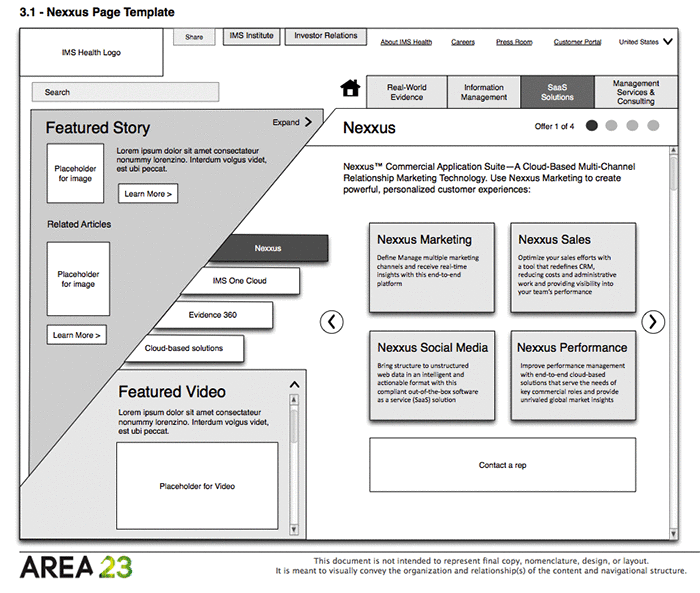 3.1 - Nexxus Page Template
IMS Health Logo
Share
IMS Institute
Investor Relations
About IMS Health
Careers
Press Room
Customer Portal
United States
Search
Real-World
Evidence
Information
Management
SaaS
Solutions
Management
Services &
Consulting
Featured Story
Expand
Placeholder
for image
Lorem ipsum dolor sit amet consectetur
nonummy lorenzino. Interdum volgus videt,
est ubi peccat.
Learn More >
Related Articles
Placeholder
for image
Learn More >
Nexxus
IMS One Cloud
Evidence 360
Cloud-based solutions
Featured Video
Lorem ipsum dolor sit amet consectetur
nonummy lorenzino. Interdum volgus videt,
est ubi peccat.
Placeholder for Video
Nexxus
Offer 1 of 4
Nexxus™ Commercial Application Suite—A Cloud-Based Multi-Channel
Relationship Marketing Technology. Use Nexxus Marketing to create
powerful, personalized customer experiences:
Nexxus Marketing
Define Manage multiple marketing
channels and receive real-time
insights with this end-to-end
platform
Nexxus Sales
Optimize your sales efforts with
a tool that redefines CRM,
reducing costs and administrative
work and providing visibility into
your team's performance
Nexxus Social Media
Bring structure to unstructured
web data in an intelligent and
actionable format with this
compliant out-of-the-box software
as a service (SaaS) solution
Nexxus Performance
Improve performance management
with end-to-end cloud-based
solutions that serve the needs of
key commercial roles and provide
unrivaled global market insights
Contact a rep
AREA 23
This document is not intended to represent final copy, nomenclature, design, or layout.
It is meant to visually convey the organization and relationship(s) of the content and navigational structure.